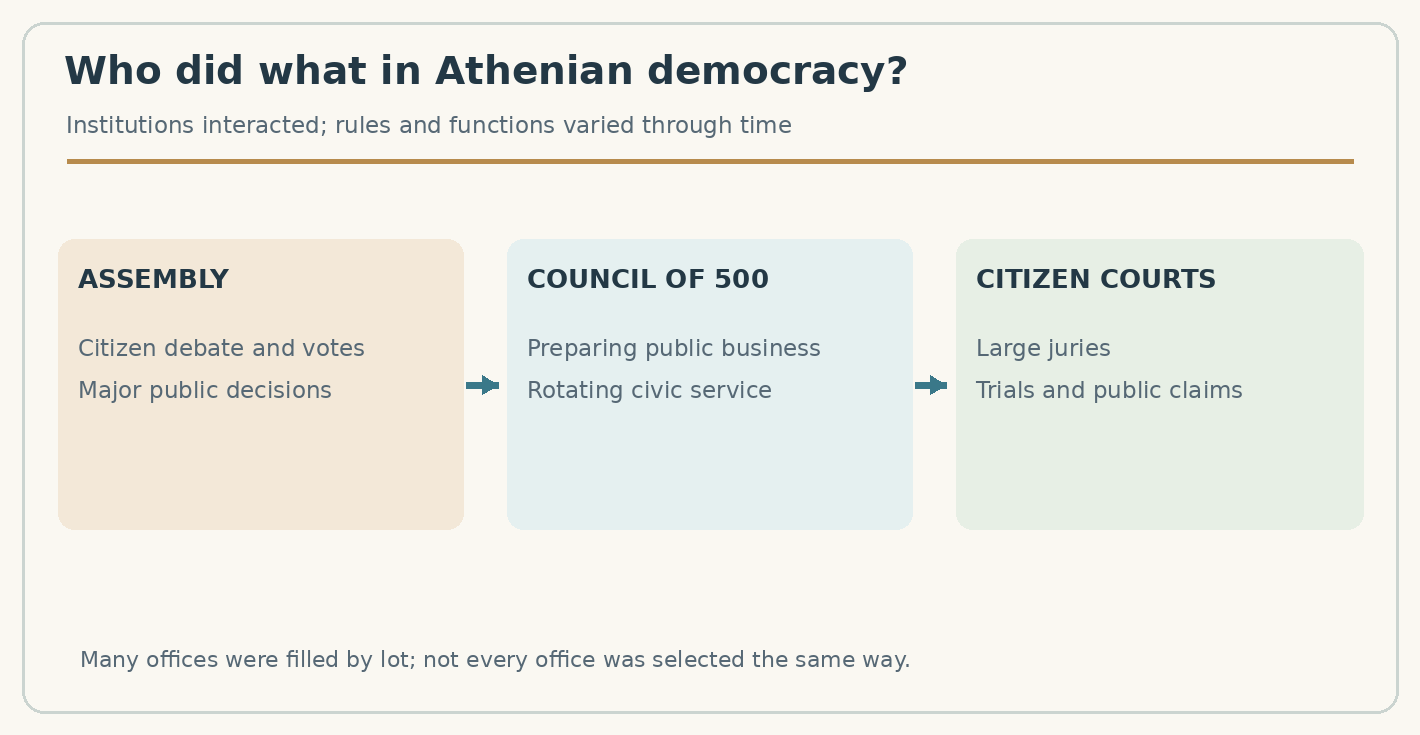 Who did what in Athenian democracy?
Institutions interacted; rules and functions varied through time
ASSEMBLY
Citizen debate and votes
Major public decisions
COUNCIL OF 500
Preparing public business
Rotating civic service
CITIZEN COURTS
Large juries
Trials and public claims
Many offices were filled by lot; not every office was selected the same way.